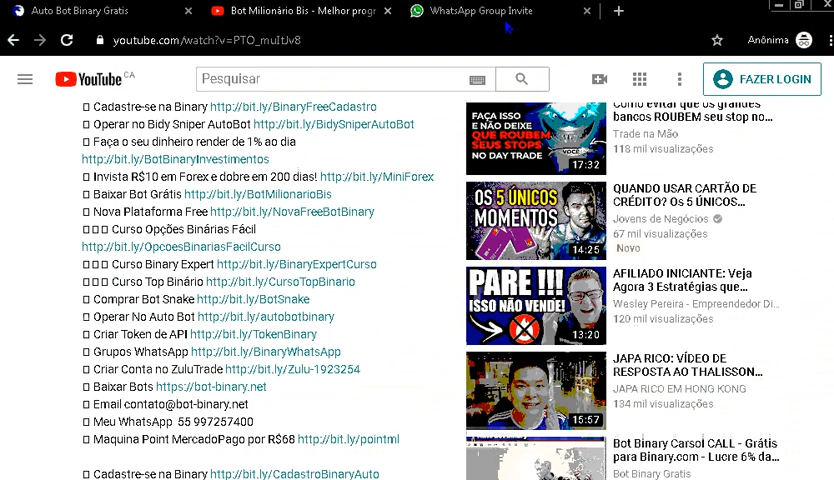 Auto Bot Binary Gratis
Bot Milionário Bis - Melhor progr
WhatsApp Group Invite
youtube.com/watch?v=PTO_muItJv8
Anônima
YouTube CA
Pesquisar
FAZER LOGIN
Cadastre-se na Binary http://bit.ly/BinaryFreeCadastro
Operar no Bidy Sniper AutoBot http://bit.ly/BidySniperAutoBot
Faça o seu dinheiro render de 1% ao dia
http://bit.ly/BotBinaryInvestimentos
Invista R$10 em Forex e dobre em 200 dias! http://bit.ly/MiniForex
Baixar Bot Grátis http://bit.ly/BotMilionarioBis
Nova Plataforma Free http://bit.ly/NovaFreeBotBinary
Curso Opções Binárias Fácil
http://bit.ly/OpcoesBinariasFacilCurso
Curso Binary Expert http://bit.ly/BinaryExpertCurso
Curso Top Binário http://bit.ly/CursoTopBinario
Comprar Bot Snake http://bit.ly/BotSnake
Operar No Auto Bot http://bit.ly/autobotbinary
Criar Token de API http://bit.ly/TokenBinary
Grupos WhatsApp http://bit.ly/BinaryWhatsApp
Criar Conta no ZuluTrade http://bit.ly/Zulu-1923254
Baixar Bots https://bot-binary.net
Email contato@bot-binary.net
Meu WhatsApp 55 997257400
Maquina Point MercadoPago por R$68 http://bit.ly/pointml
Cadastre-se na Binary http://bit.ly/CadastroBinaryAuto
FAÇA ISSO
E NÃO DEIXE
QUE ROUBEM
SEUS STOPS
NO DAY TRADE
VOCÊ
17:32
Como evitar que os grandes
bancos ROUBEM seu stop no...
Trade na Mão
118 mil visualizações
OS 5 ÚNICOS
MOMENTOS
14:25
QUANDO USAR CARTÃO DE
CRÉDITO? Os 5 ÚNICOS...
Jovens de Negócios
67 mil visualizações
Novo
PARE !!!
ISSO NÃO VENDE!
13:20
AFILIADO INICIANTE: Veja
Agora 3 Estratégias que...
Wesley Pereira - Empreendedor Di...
120 mil visualizações
15:57
JAPA RICO: VÍDEO DE
RESPOSTA AO THALISSON...
JAPA RICO EM HONG KONG
134 mil visualizações
Bot Binary Carsol CALL - Grátis
para Binary.com - Lucre 6% da...
Bot Binary Gratis